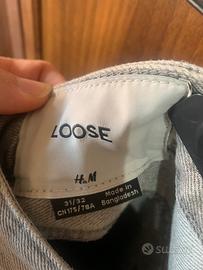 LOOSE
H&M
31/32
CN175/78A
Made in
Bangladesh
subito